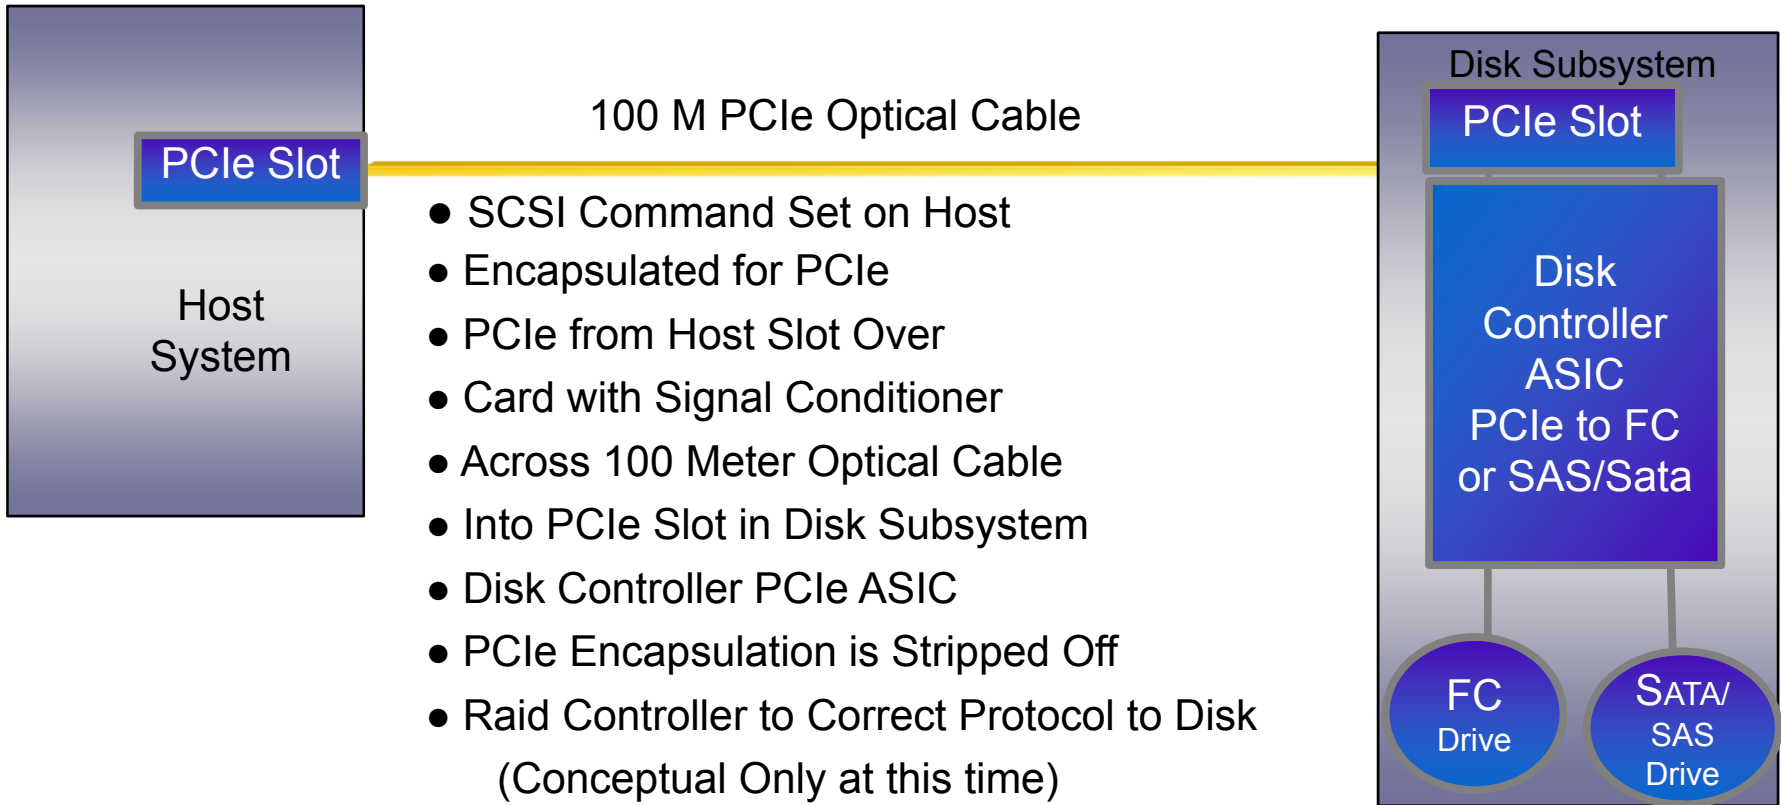 PCIe Slot
Host
System
100 M PCIe Optical Cable
● SCSI Command Set on Host
● Encapsulated for PCIe
● PCIe from Host Slot Over
● Card with Signal Conditioner
● Across 100 Meter Optical Cable
● Into PCIe Slot in Disk Subsystem
● Disk Controller PCIe ASIC
● PCIe Encapsulation is Stripped Off
● Raid Controller to Correct Protocol to Disk
(Conceptual Only at this time)
Disk Subsystem
PCIe Slot
Disk
Controller
ASIC
PCIe to FC
or SAS/Sata
FC
Drive
SATA/
SAS
Drive